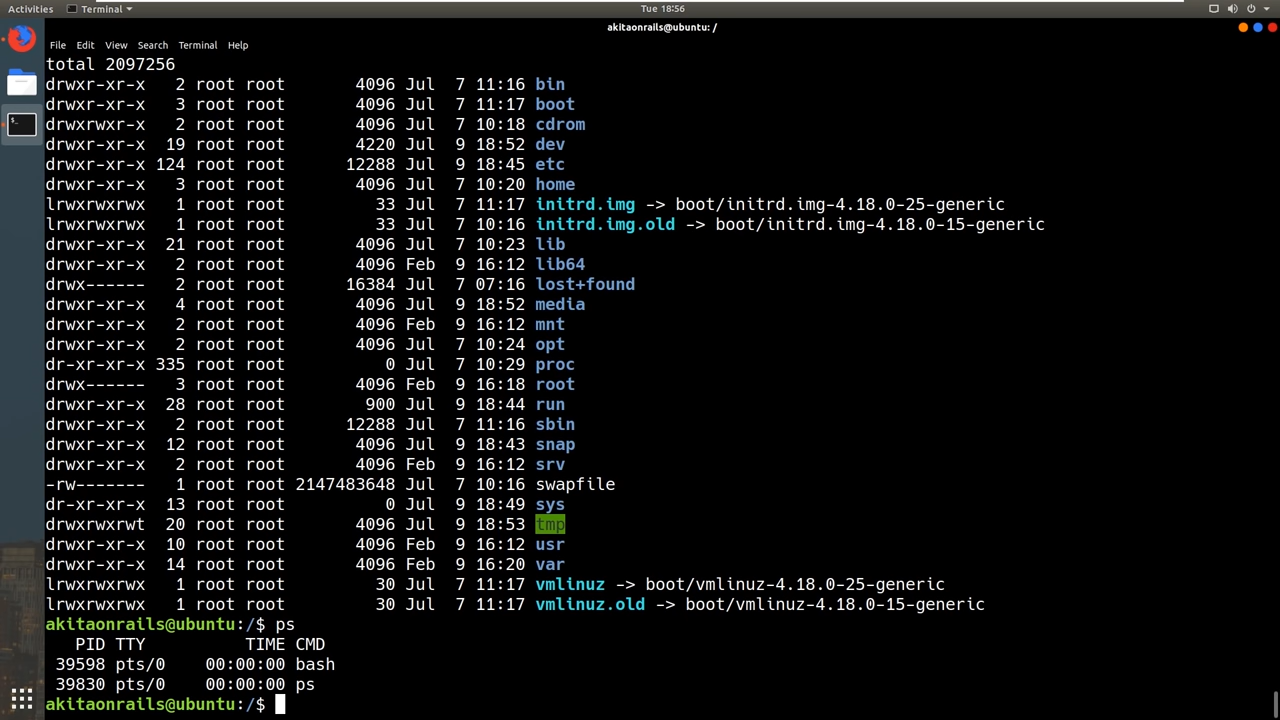 Activities Terminal Tue 18:56
akitaonrails@ubuntu: /
File Edit View Search Terminal Help
total 2097256
drwxr-xr-x 2 root root 4096 Jul 7 11:16 bin
drwxr-xr-x 3 root root 4096 Jul 7 11:17 boot
drwxrwxr-x 2 root root 4096 Jul 7 10:18 cdrom
drwxr-xr-x 19 root root 4220 Jul 9 18:52 dev
drwxr-xr-x 124 root root 12288 Jul 9 18:45 etc
drwxr-xr-x 3 root root 4096 Jul 7 10:20 home
lrwxrwxrwx 1 root root 33 Jul 7 11:17 initrd.img -> boot/initrd.img-4.18.0-25-generic
lrwxrwxrwx 1 root root 33 Jul 7 10:16 initrd.img.old -> boot/initrd.img-4.18.0-15-generic
drwxr-xr-x 21 root root 4096 Jul 7 10:23 lib
drwxr-xr-x 2 root root 4096 Feb 9 16:12 lib64
drwx------ 2 root root 16384 Jul 7 07:16 lost+found
drwxr-xr-x 4 root root 4096 Jul 9 18:52 media
drwxr-xr-x 2 root root 4096 Feb 9 16:12 mnt
drwxr-xr-x 2 root root 4096 Jul 7 10:24 opt
dr-xr-xr-x 335 root root 0 Jul 7 10:29 proc
drwx------ 3 root root 4096 Feb 9 16:18 root
drwxr-xr-x 28 root root 900 Jul 9 18:44 run
drwxr-xr-x 2 root root 12288 Jul 7 11:16 sbin
drwxr-xr-x 12 root root 4096 Jul 9 18:43 snap
drwxr-xr-x 2 root root 4096 Feb 9 16:12 srv
-rw------- 1 root root 2147483648 Jul 7 10:16 swapfile
dr-xr-xr-x 13 root root 0 Jul 9 18:49 sys
drwxrwxrwt 20 root root 4096 Jul 9 18:53 tmp
drwxr-xr-x 10 root root 4096 Feb 9 16:12 usr
drwxr-xr-x 14 root root 4096 Feb 9 16:20 var
lrwxrwxrwx 1 root root 30 Jul 7 11:17 vmlinuz -> boot/vmlinuz-4.18.0-25-generic
lrwxrwxrwx 1 root root 30 Jul 7 11:17 vmlinuz.old -> boot/vmlinuz-4.18.0-15-generic
akitaonrails@ubuntu:/$ ps
PID TTY TIME CMD
39598 pts/0 00:00:00 bash
39830 pts/0 00:00:00 ps
akitaonrails@ubuntu:/$